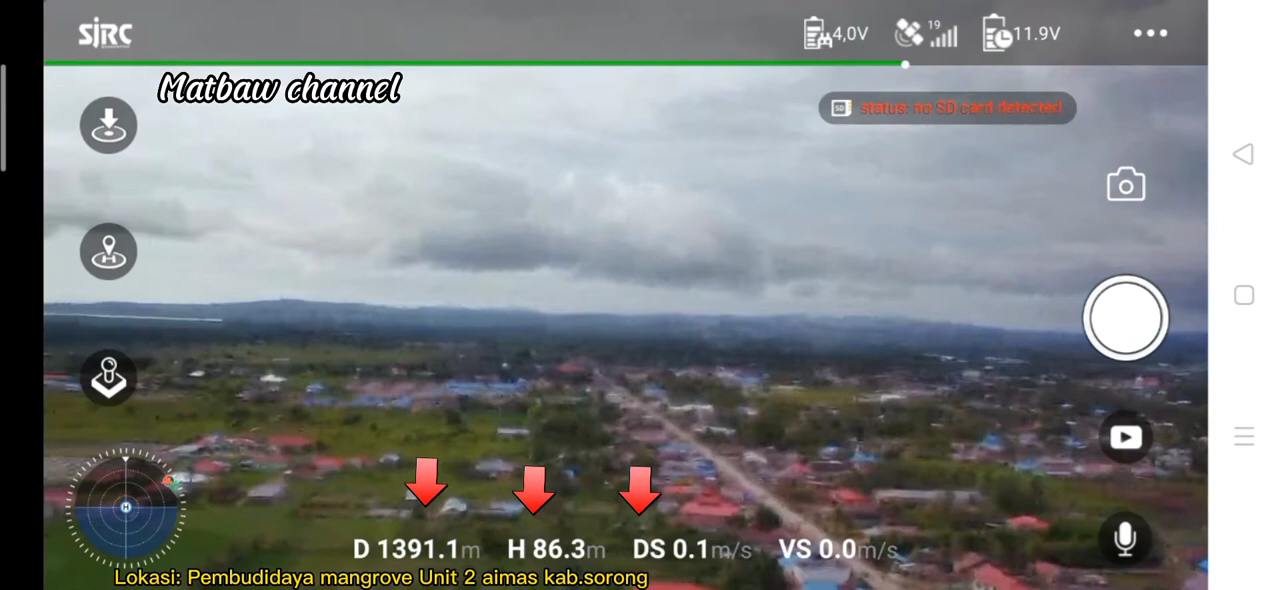 SJRC
4,0V
19
11.9V
Matbaw channel
SD
status: no SD card detected
H
D 1391.1m H 86.3m DS 0.1m/s VS 0.0m/s
Lokasi: Pembudidaya mangrove Unit 2 aimas kab.sorong